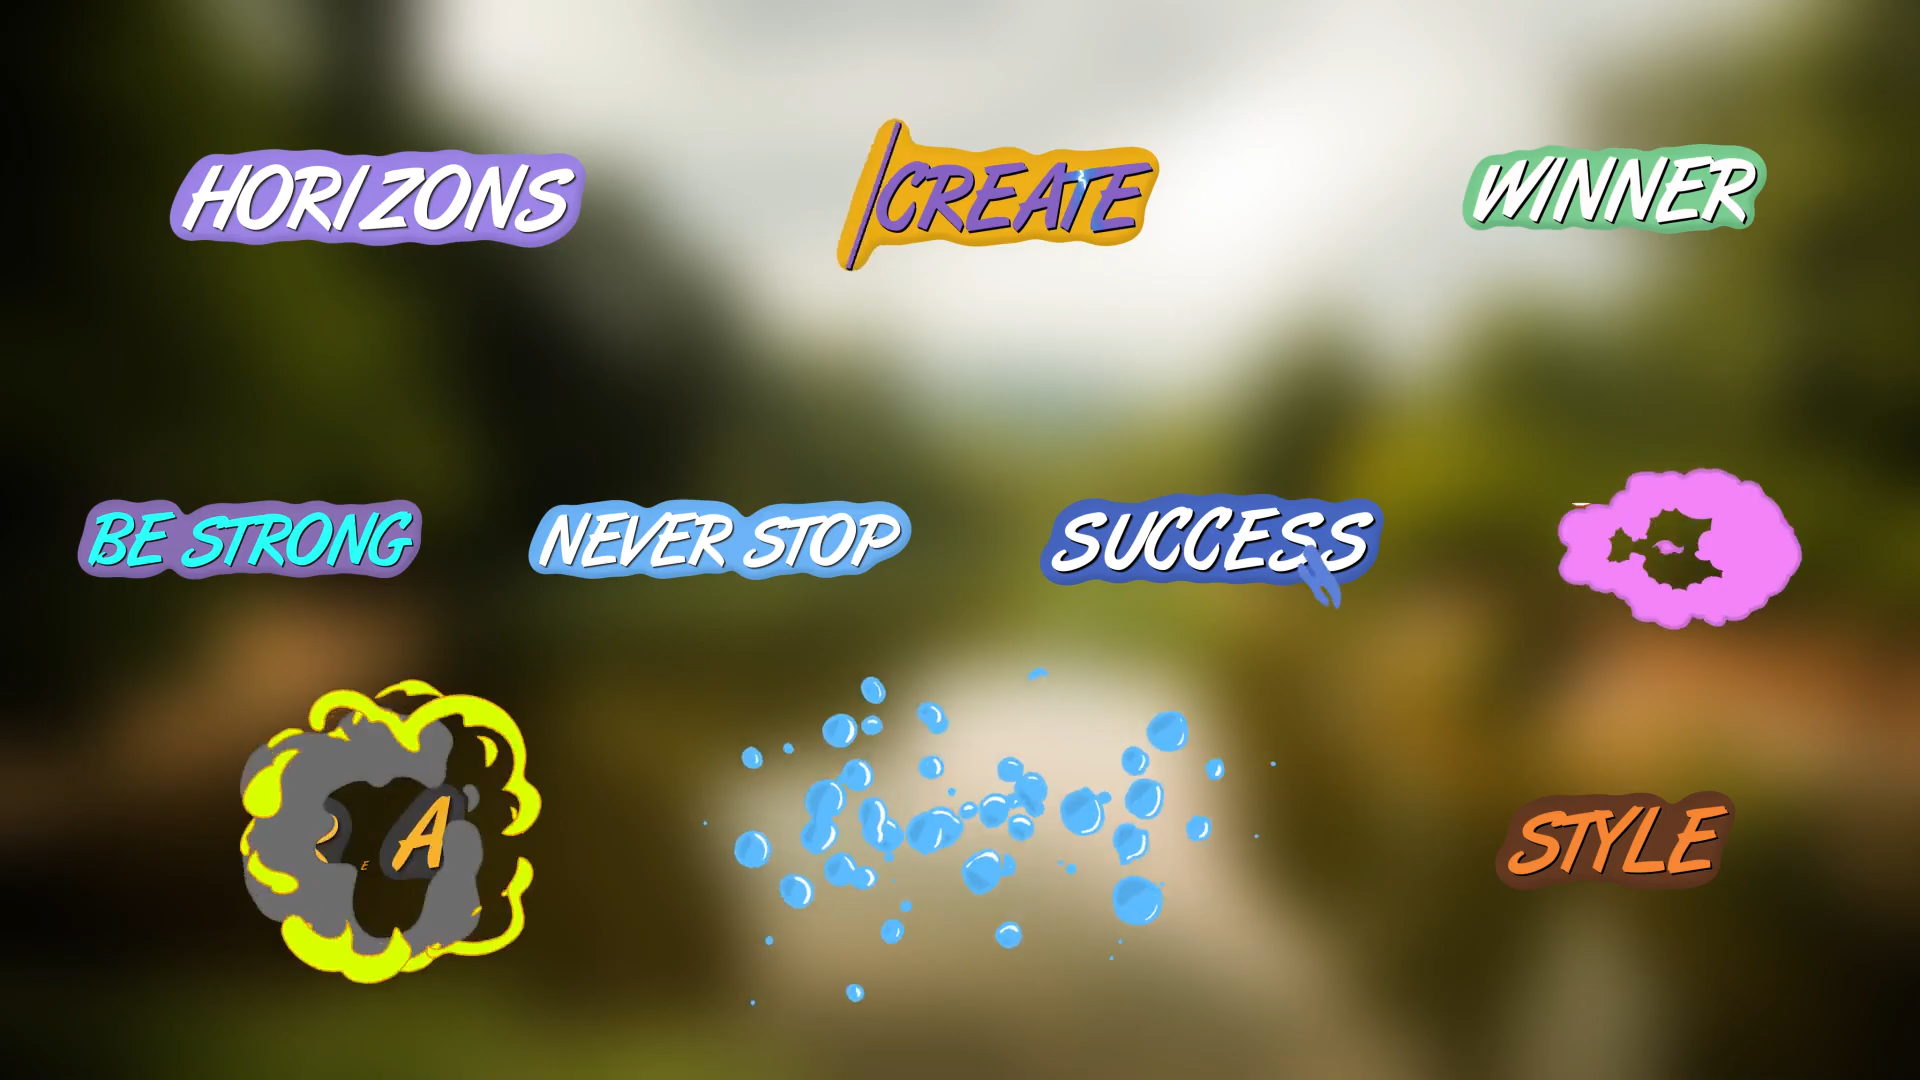 HORIZONS
CREATE
WINNER
BE STRONG
NEVER STOP
SUCCESS
A
E
STYLE